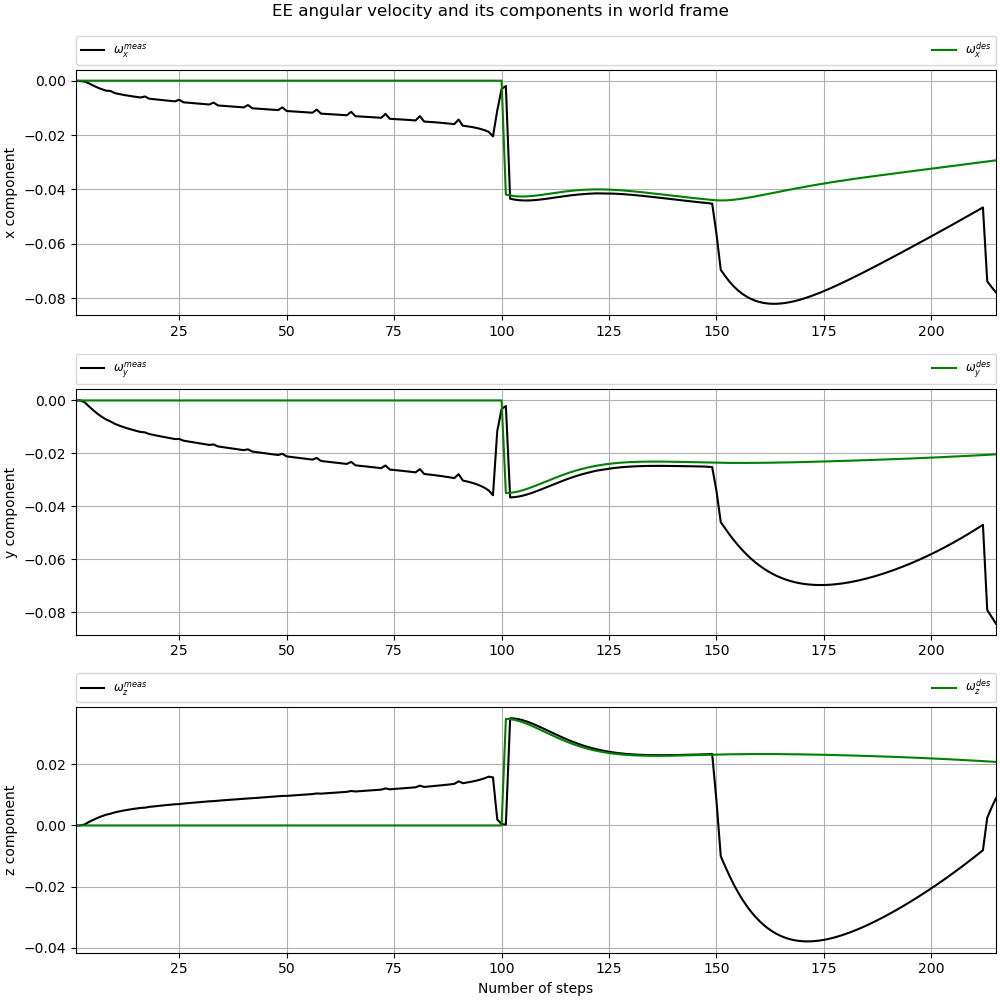 EE angular velocity and its components in world frame
ω_x^meas ω_x^des
0.00
−0.02
−0.04
−0.06
−0.08
x component
25 50 75 100 125 150 175 200
ω_y^meas ω_y^des
0.00
−0.02
−0.04
−0.06
−0.08
y component
25 50 75 100 125 150 175 200
ω_z^meas ω_z^des
0.02
0.00
−0.02
−0.04
z component
25 50 75 100 125 150 175 200
Number of steps